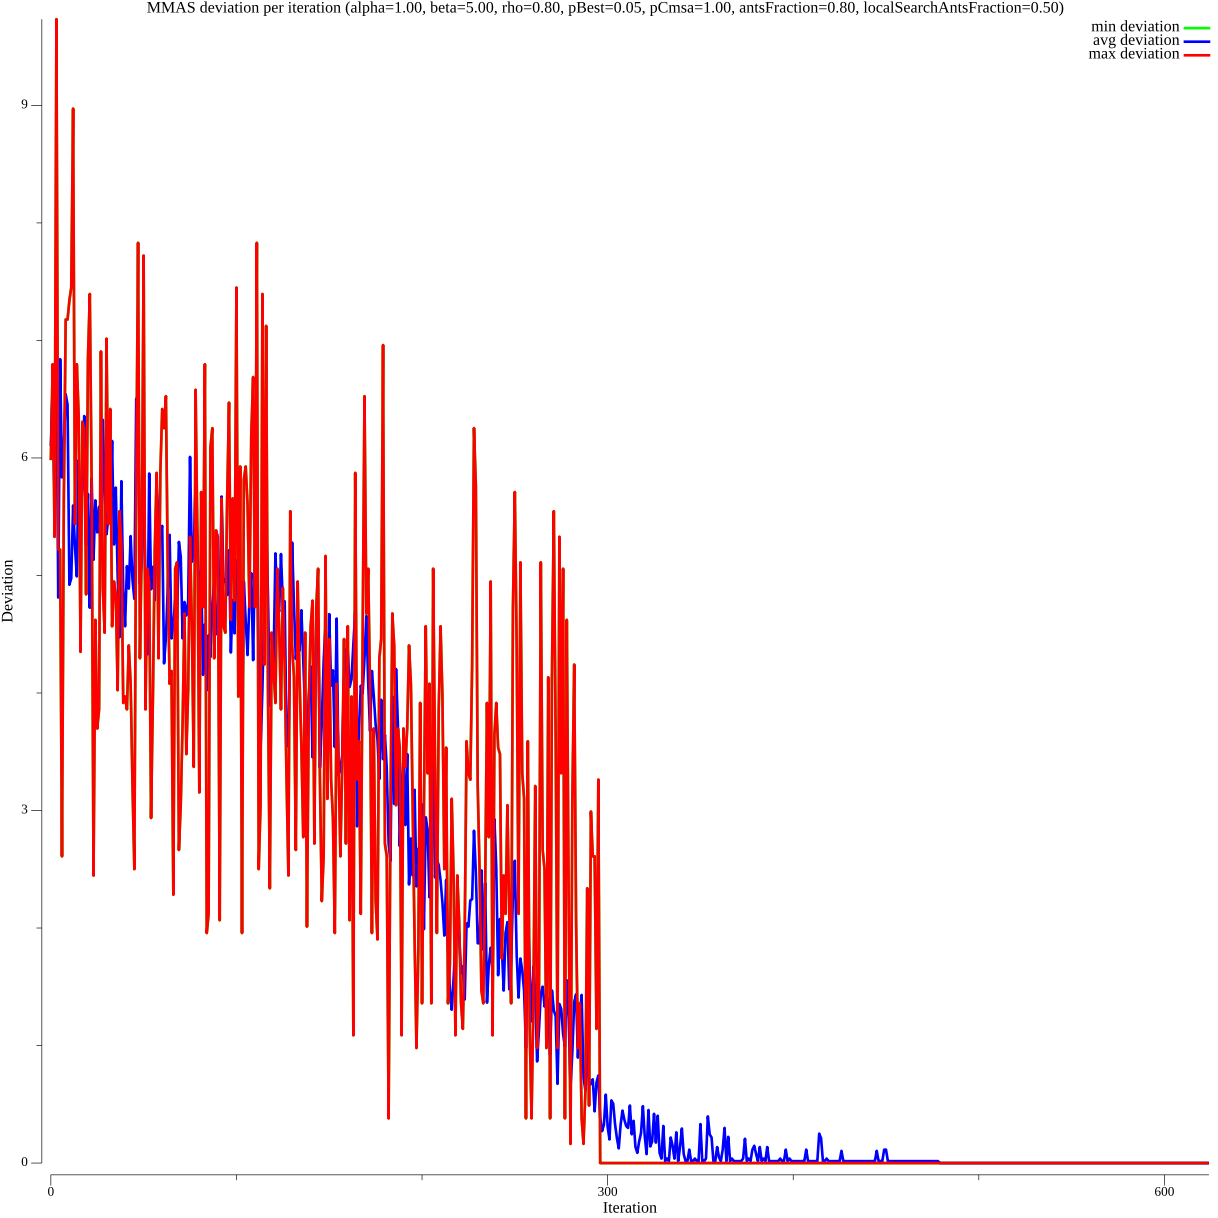 MMAS deviation per iteration (alpha=1.00, beta=5.00, rho=0.80, pBest=0.05, pCmsa=1.00, antsFraction=0.80, localSearchAntsFraction=0.50)
min deviation
avg deviation
max deviation
9
6
Deviation
3
0
0 300 600
Iteration